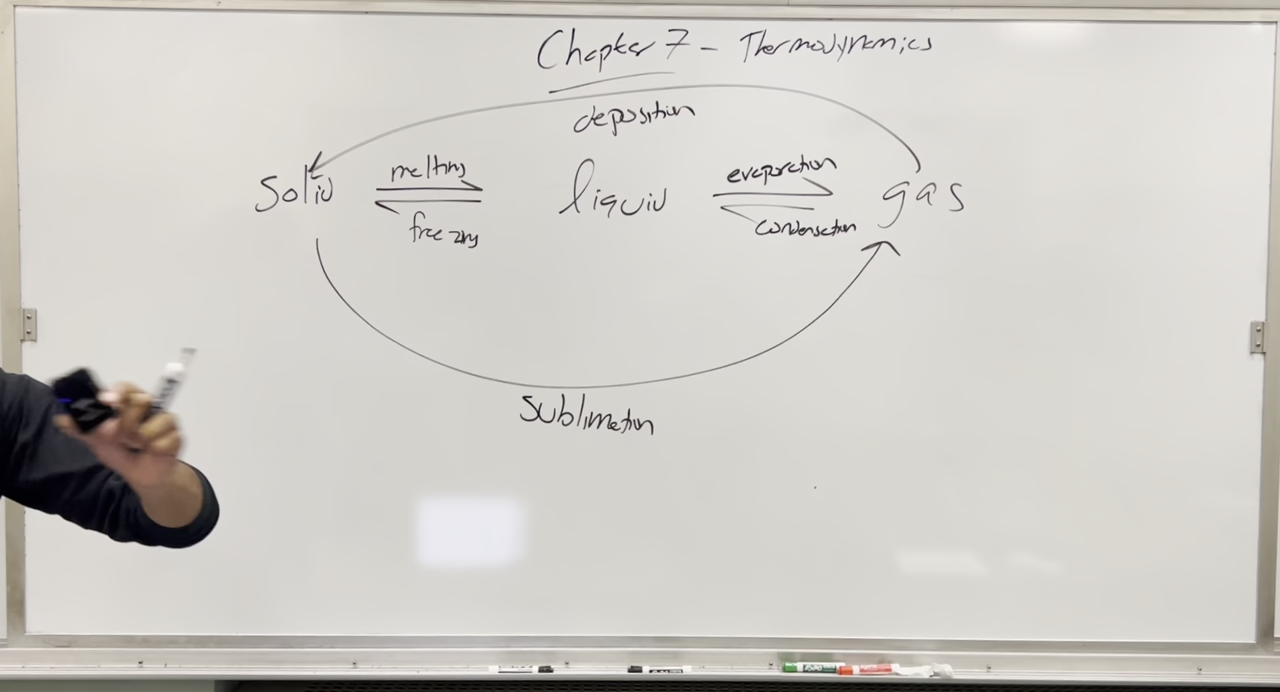 Chapter 7 - Thermodynamics
deposition
melting
evaporation
solid
liquid
gas
freezing
condensation
sublimation